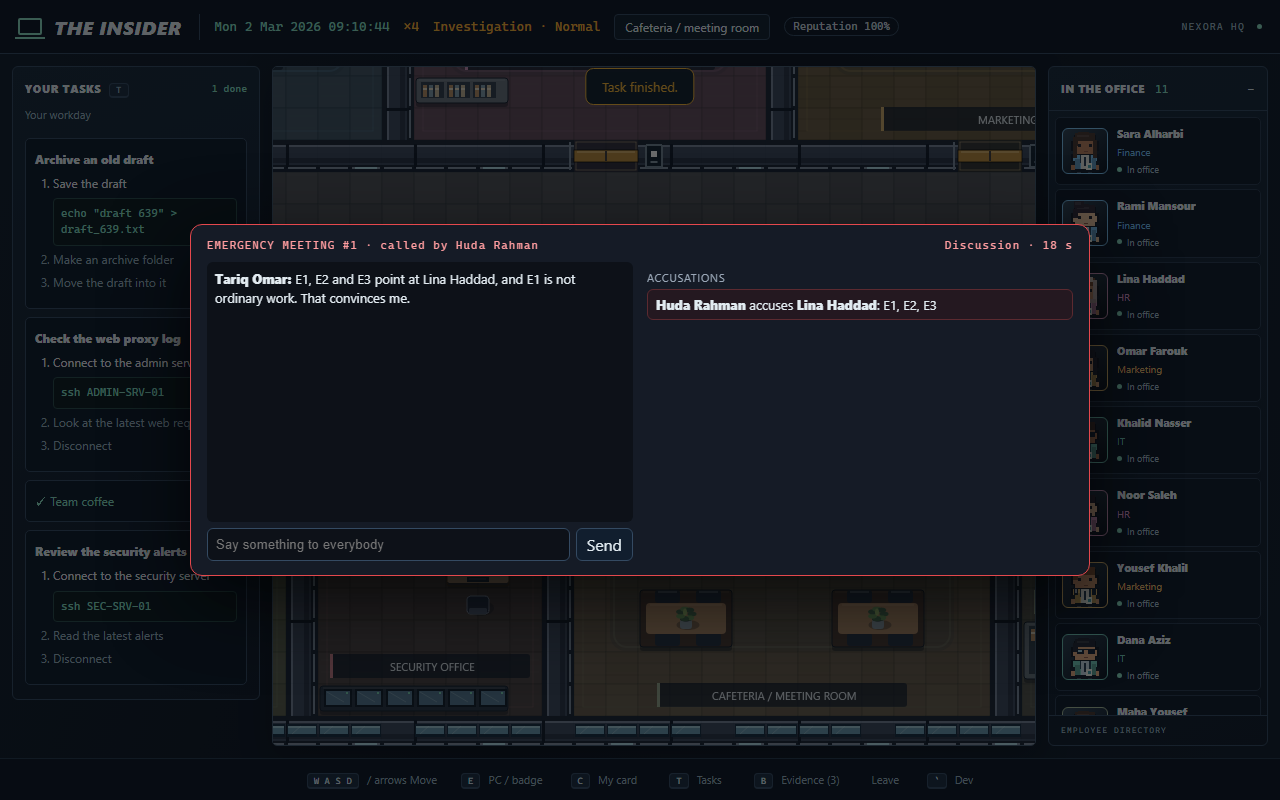 THE INSIDER
Mon 2 Mar 2026 09:10:44 ×4 Investigation · Normal
Cafeteria / meeting room
Reputation 100%
NEXORA HQ
YOUR TASKS T 1 done
Your workday
Archive an old draft
1. Save the draft
echo "draft 639" >
draft_639.txt
2. Make an archive folder
3. Move the draft into it
Check the web proxy log
1. Connect to the admin serv
ssh ADMIN-SRV-01
2. Look at the latest web req
3. Disconnect
✓ Team coffee
Review the security alerts
1. Connect to the security server
ssh SEC-SRV-01
2. Read the latest alerts
3. Disconnect
Task finished.
MARKETING
EMERGENCY MEETING #1 · called by Huda Rahman
Discussion · 18 s
Tariq Omar: E1, E2 and E3 point at Lina Haddad, and E1 is not
ordinary work. That convinces me.
Say something to everybody
Send
ACCUSATIONS
Huda Rahman accuses Lina Haddad: E1, E2, E3
SECURITY OFFICE
CAFETERIA / MEETING ROOM
IN THE OFFICE 11 –
Sara Alharbi
Finance
In office
Rami Mansour
Finance
In office
Lina Haddad
HR
In office
Omar Farouk
Marketing
In office
Khalid Nasser
IT
In office
Noor Saleh
HR
In office
Yousef Khalil
Marketing
In office
Dana Aziz
IT
In office
Maha Yousef
EMPLOYEE DIRECTORY
W A S D / arrows Move
E PC / badge
C My card
T Tasks
B Evidence (3)
Leave
` Dev